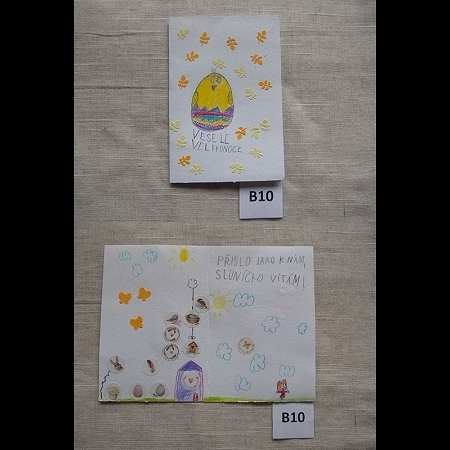 VESELÉ
VELIKONOCE
B10
PŘIŠLO JARO K NÁM,
SLUNÍČKO VÍTÁM!
B10